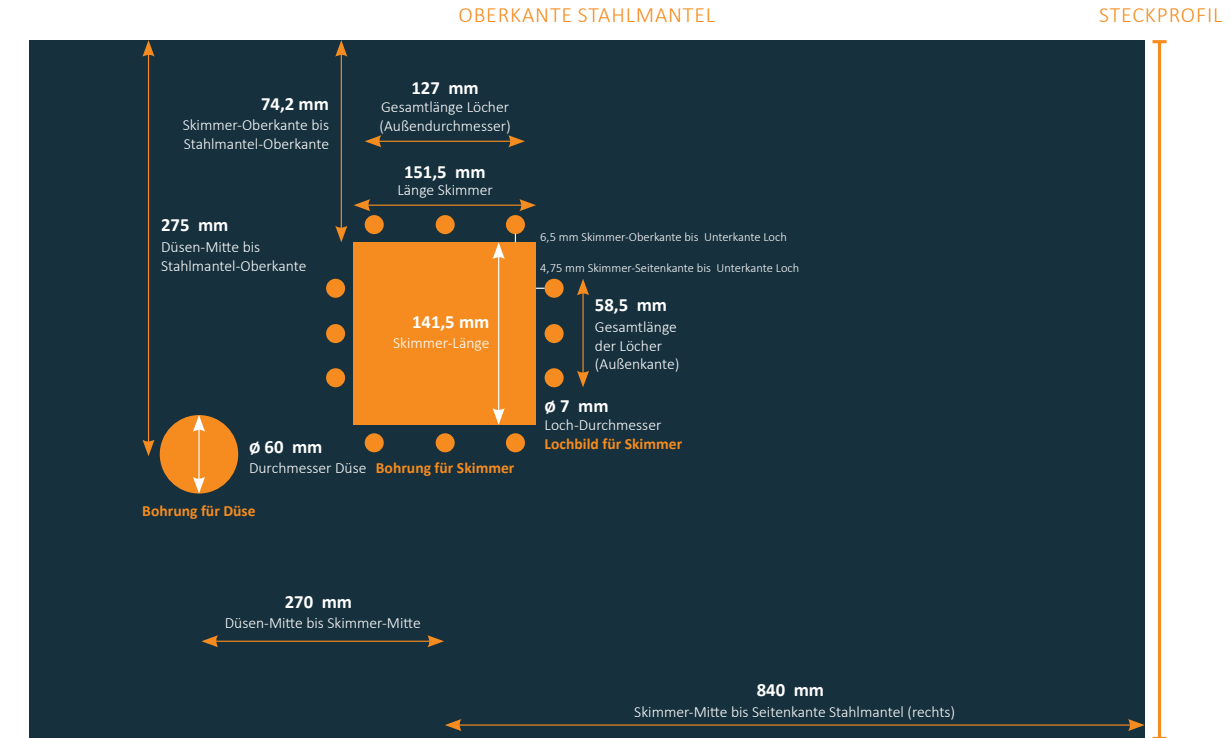 OBERKANTE STAHLMANTEL
STECKPROFIL
127 mm
Gesamtlänge Löcher
(Außendurchmesser)
74,2 mm
Skimmer-Oberkante bis
Stahlmantel-Oberkante
151,5 mm
Länge Skimmer
275 mm
Düsen-Mitte bis
Stahlmantel-Oberkante
6,5 mm Skimmer-Oberkante bis Unterkante Loch
4,75 mm Skimmer-Seitenkante bis Unterkante Loch
58,5 mm
Gesamtlänge
der Löcher
(Außenkante)
141,5 mm
Skimmer-Länge
ø 7 mm
Loch-Durchmesser
Lochbild für Skimmer
ø 60 mm
Durchmesser Düse
Bohrung für Skimmer
Bohrung für Düse
270 mm
Düsen-Mitte bis Skimmer-Mitte
840 mm
Skimmer-Mitte bis Seitenkante Stahlmantel (rechts)